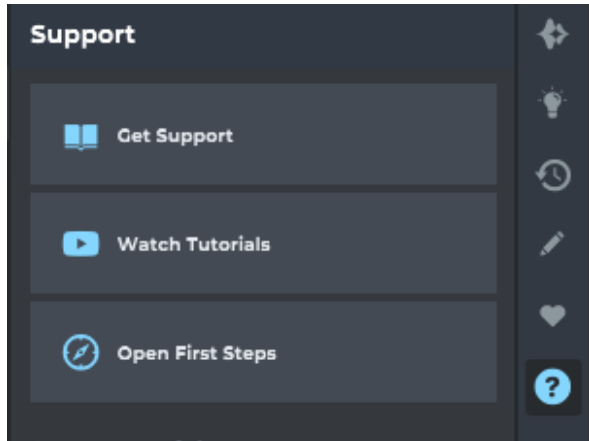 Support
Get Support
Watch Tutorials
Open First Steps
?